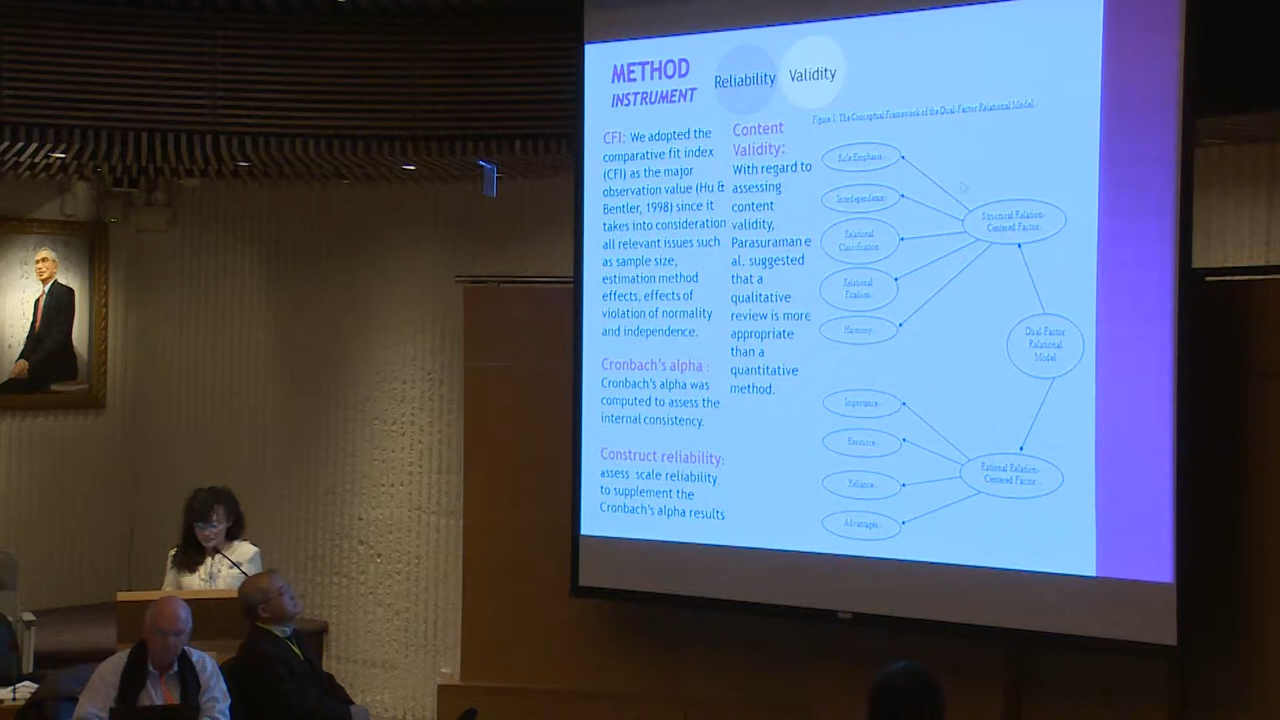 METHOD
INSTRUMENT
Reliability
Validity
CFI: We adopted the
comparative fit index
(CFI) as the major
observation value (Hu &
Bentler, 1998) since it
takes into consideration
all relevant issues such
as sample size,
estimation method
effects, effects of
violation of normality
and independence.
Cronbach's alpha :
Cronbach's alpha was
computed to assess the
internal consistency.
Construct reliability:
assess scale reliability
to supplement the
Cronbach's alpha results
Content
Validity:
With regard to
assessing
content
validity,
Parasuraman e
al. suggested
that a
qualitative
review is more
appropriate
than a
quantitative
method.
Figure 1. The Conceptual Framework of the Dual-Factor Relational Model
Role Emphasis
Interdependence
Relational
Classification
Relational
Fatalism
Harmony
Structural Relation-
Centered Factor
Dual-Factor
Relational
Model
Importance
Resource
Reliance
Advantages
Rational Relation-
Centered Factor